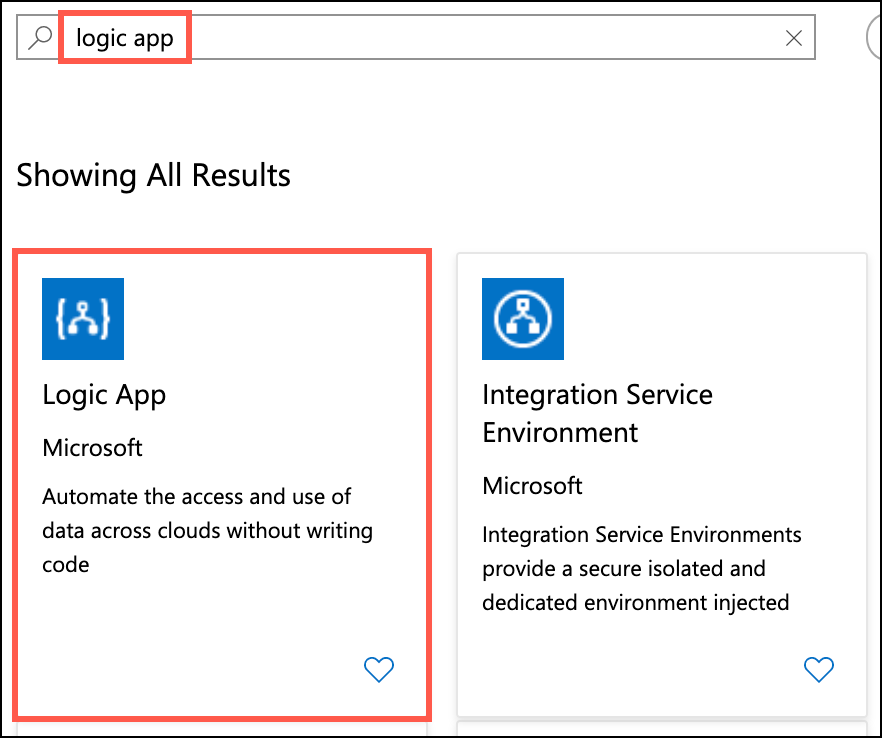 logic app
Showing All Results
Logic App
Microsoft
Automate the access and use of
data across clouds without writing
code
Integration Service
Environment
Microsoft
Integration Service Environments
provide a secure isolated and
dedicated environment injected